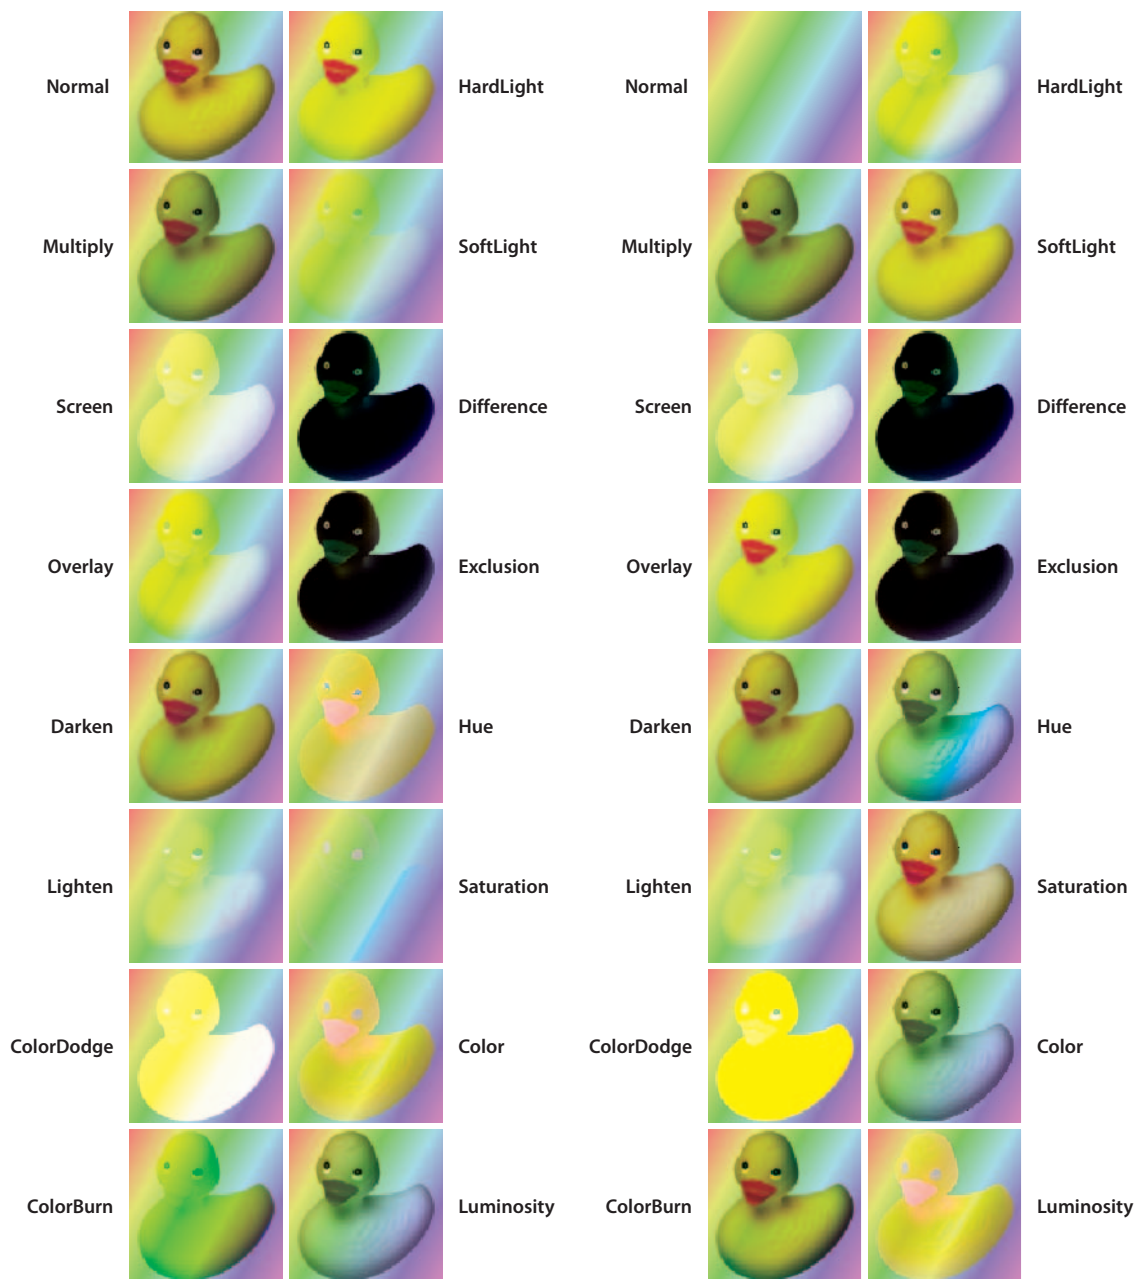 Normal HardLight Normal HardLight
Multiply SoftLight Multiply SoftLight
Screen Difference Screen Difference
Overlay Exclusion Overlay Exclusion
Darken Hue Darken Hue
Lighten Saturation Lighten Saturation
ColorDodge Color ColorDodge Color
ColorBurn Luminosity ColorBurn Luminosity